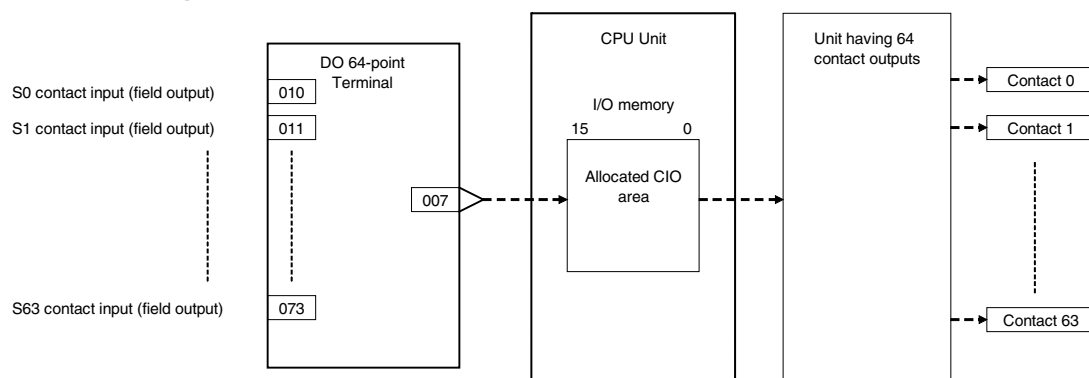 DO 64-point
Terminal
CPU Unit
Unit having 64
contact outputs
S0 contact input (field output)
010
Contact 0
I/O memory
S1 contact input (field output)
011
15
0
Contact 1
Allocated CIO
area
007
S63 contact input (field output)
073
Contact 63